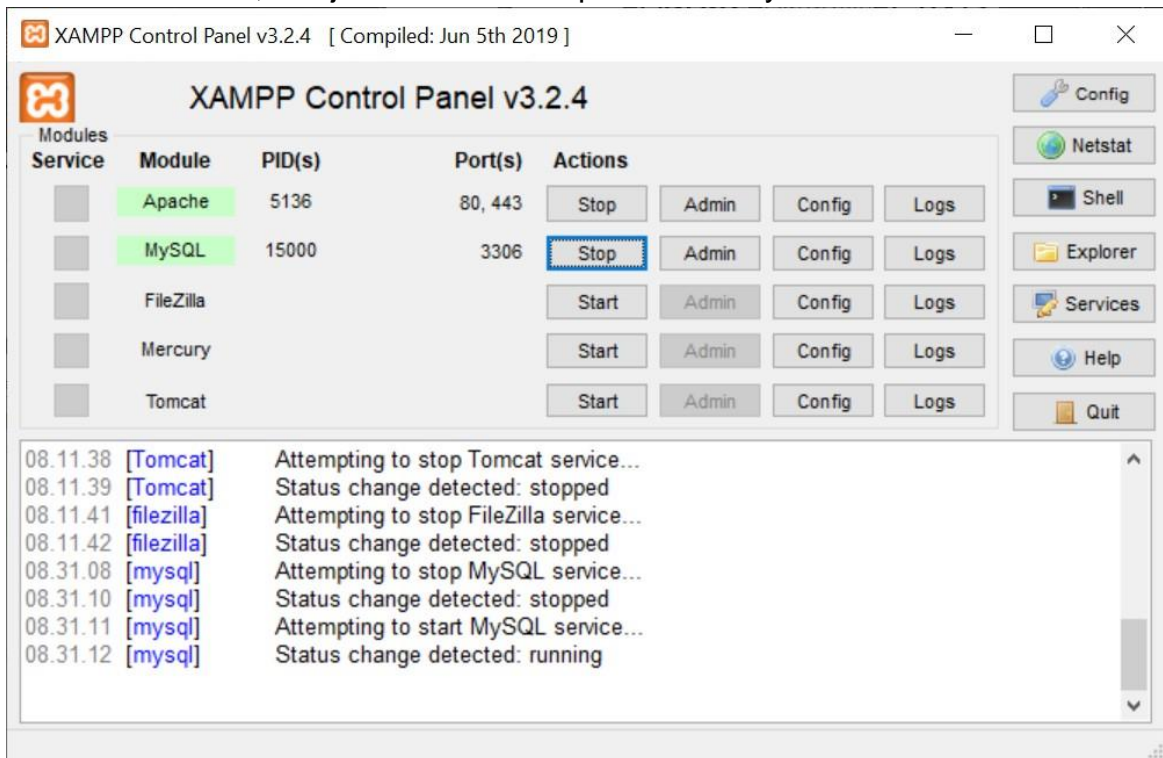 XAMPP Control Panel v3.2.4 [ Compiled: Jun 5th 2019 ]
XAMPP Control Panel v3.2.4
Config
Modules
Service Module PID(s) Port(s) Actions
Netstat
Apache 5136 80, 443 Stop Admin Config Logs
Shell
MySQL 15000 3306 Stop Admin Config Logs
Explorer
FileZilla Start Admin Config Logs
Services
Mercury Start Admin Config Logs
Help
Tomcat Start Admin Config Logs
Quit
08.11.38 [Tomcat] Attempting to stop Tomcat service...
08.11.39 [Tomcat] Status change detected: stopped
08.11.41 [filezilla] Attempting to stop FileZilla service...
08.11.42 [filezilla] Status change detected: stopped
08.31.08 [mysql] Attempting to stop MySQL service...
08.31.10 [mysql] Status change detected: stopped
08.31.11 [mysql] Attempting to start MySQL service...
08.31.12 [mysql] Status change detected: running